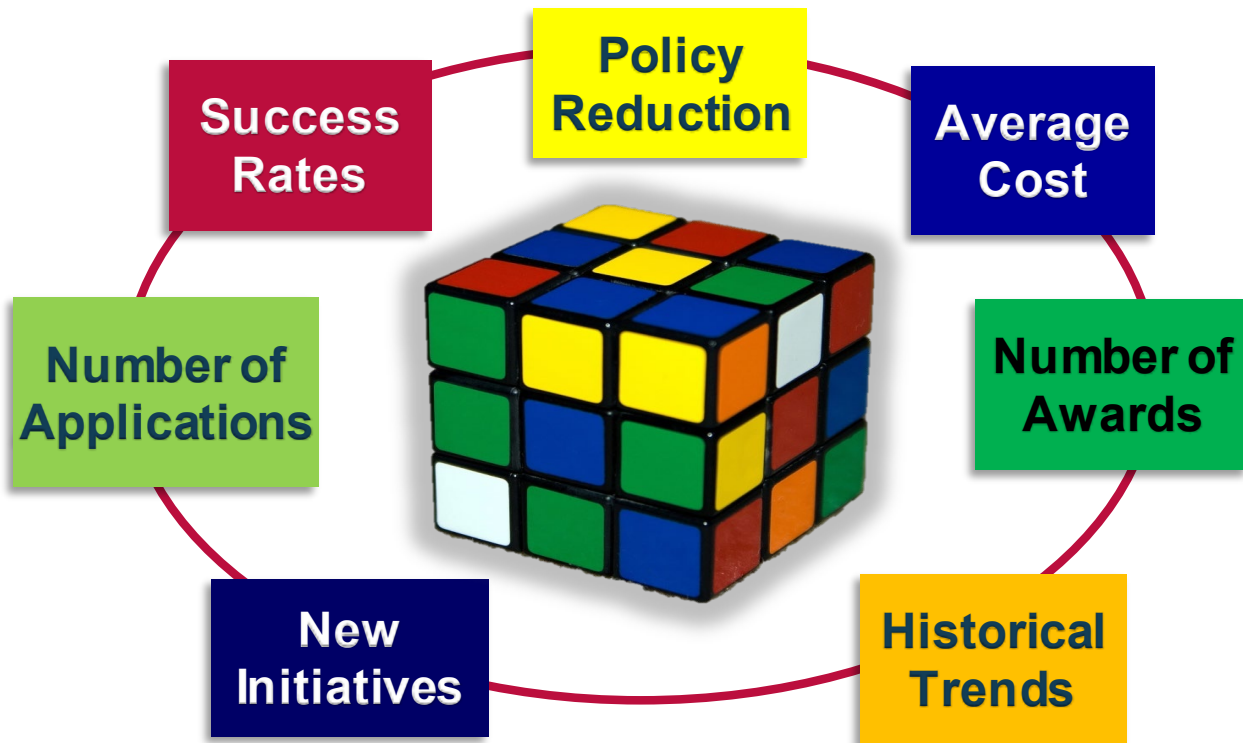 Policy
Reduction
Average
Cost
Number of
Awards
Historical
Trends
New
Initiatives
Number of
Applications
Success
Rates